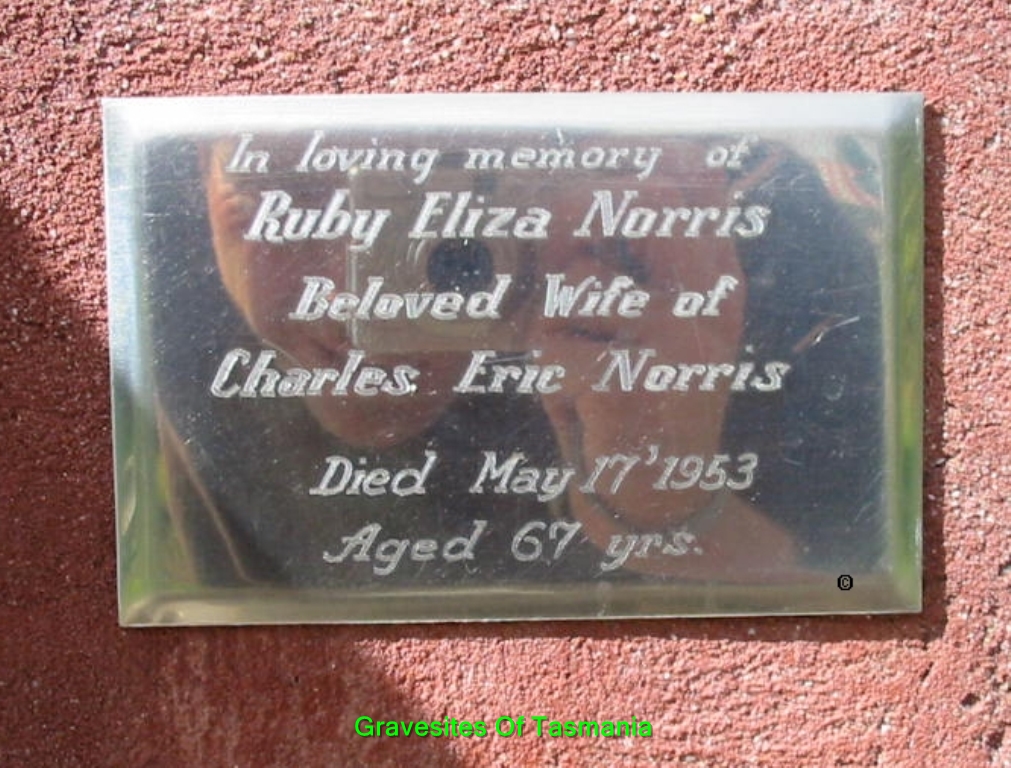 In loving memory of
Ruby Eliza Norris
Beloved Wife of
Charles Eric Norris
Died May 17' 1953
Aged 67 yrs.
©
Gravesites Of Tasmania